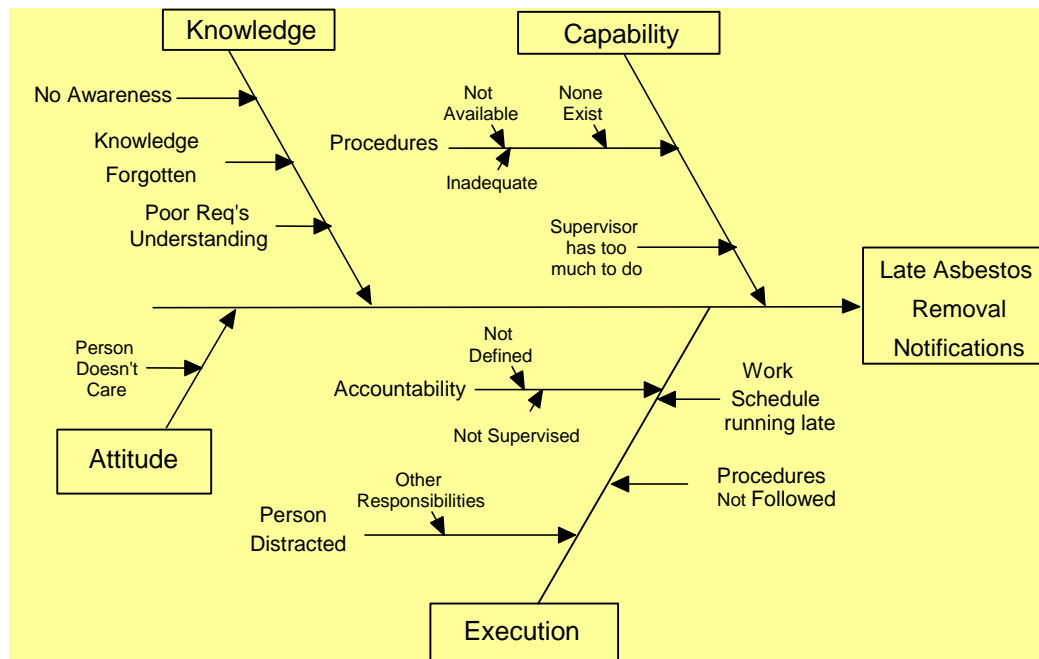 Knowledge
Capability
No Awareness
Knowledge
Forgotten
Poor Req's
Understanding
Not
Available
None
Exist
Procedures
Inadequate
Supervisor
has too
much to do
Late Asbestos
Removal
Notifications
Person
Doesn't
Care
Attitude
Not
Defined
Accountability
Not Supervised
Work
Schedule
running late
Other
Responsibilities
Procedures
Not Followed
Person
Distracted
Execution